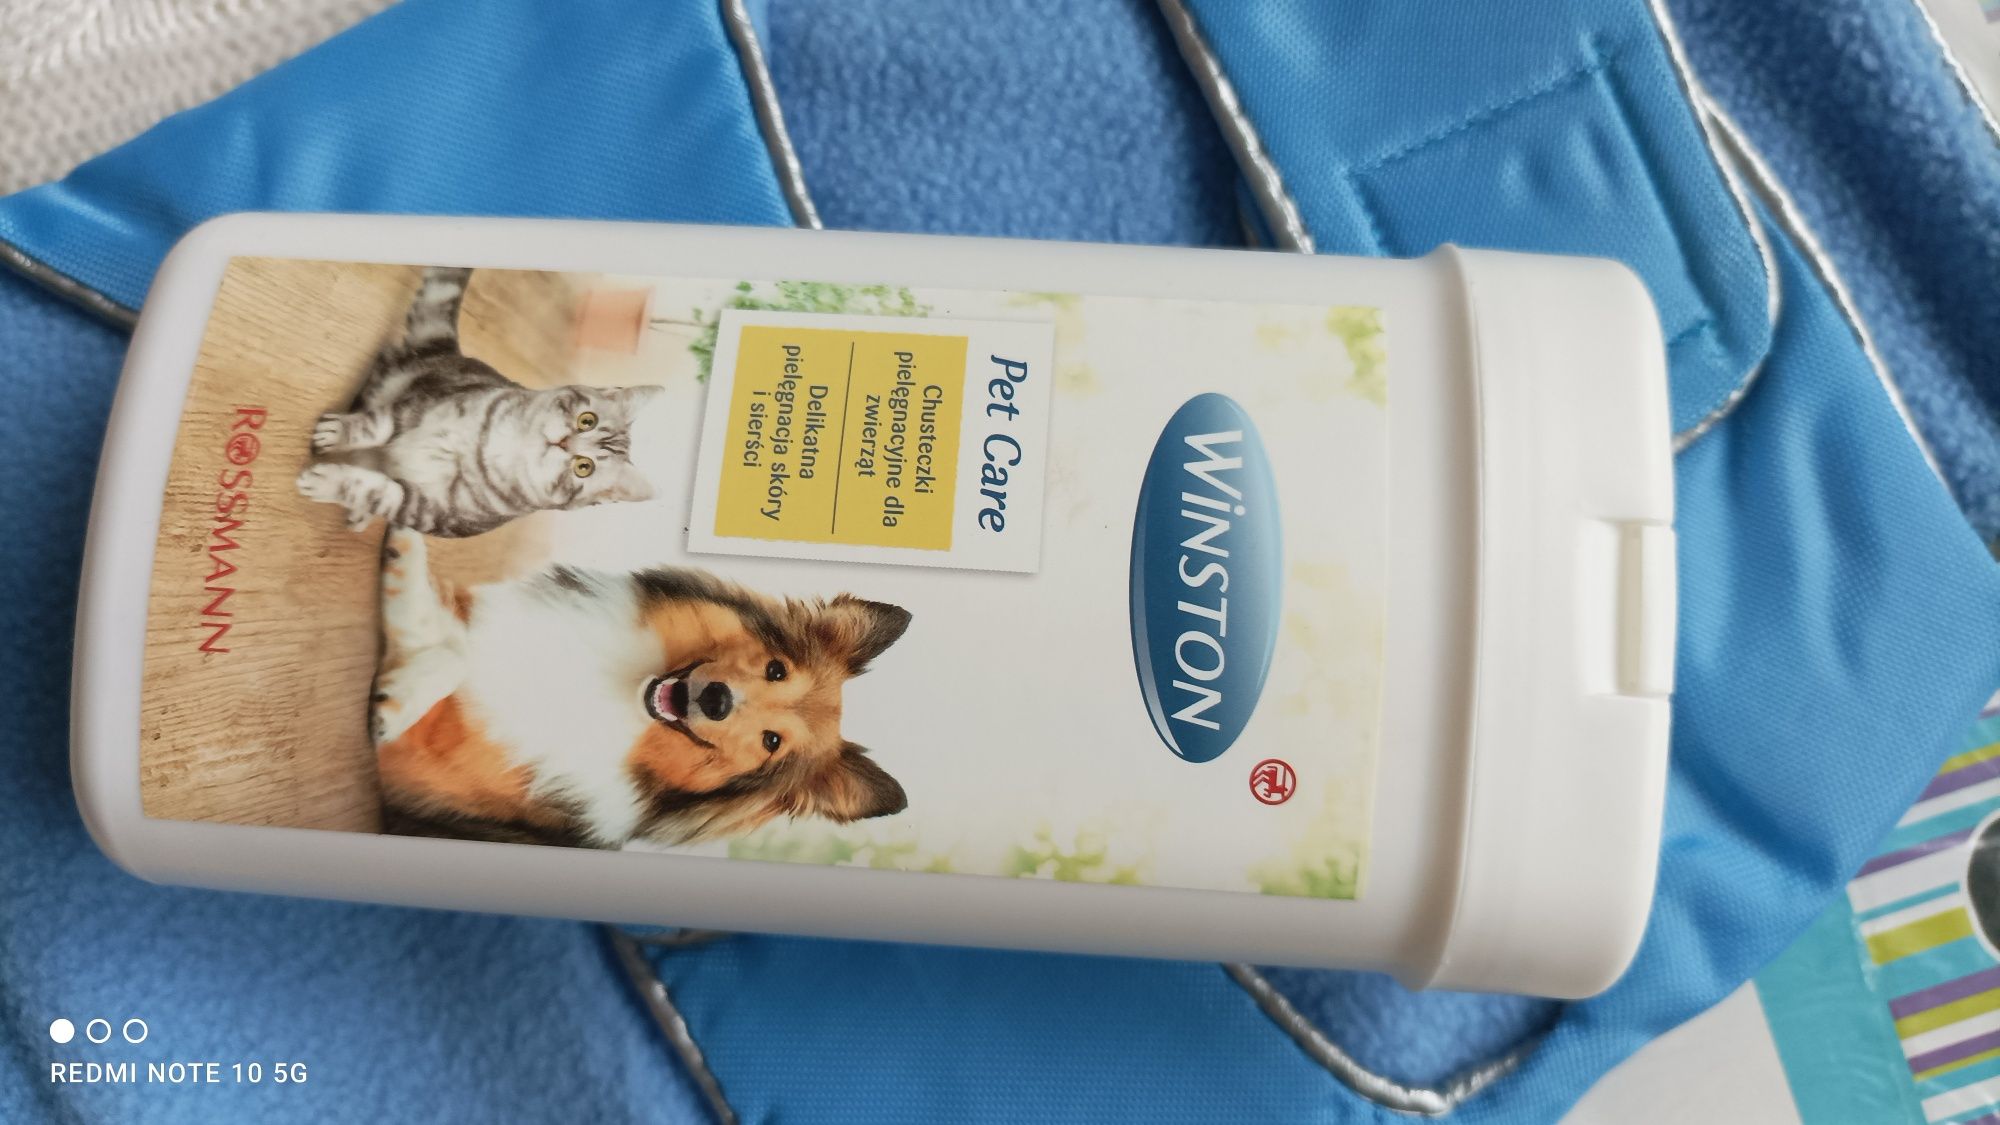 WiNSTON
Pet Care
Chusteczki
pielęgnacyjne dla
zwierząt
Delikatna
pielęgnacja skóry
i sierści
ROSSMANN
REDMI NOTE 10 5G